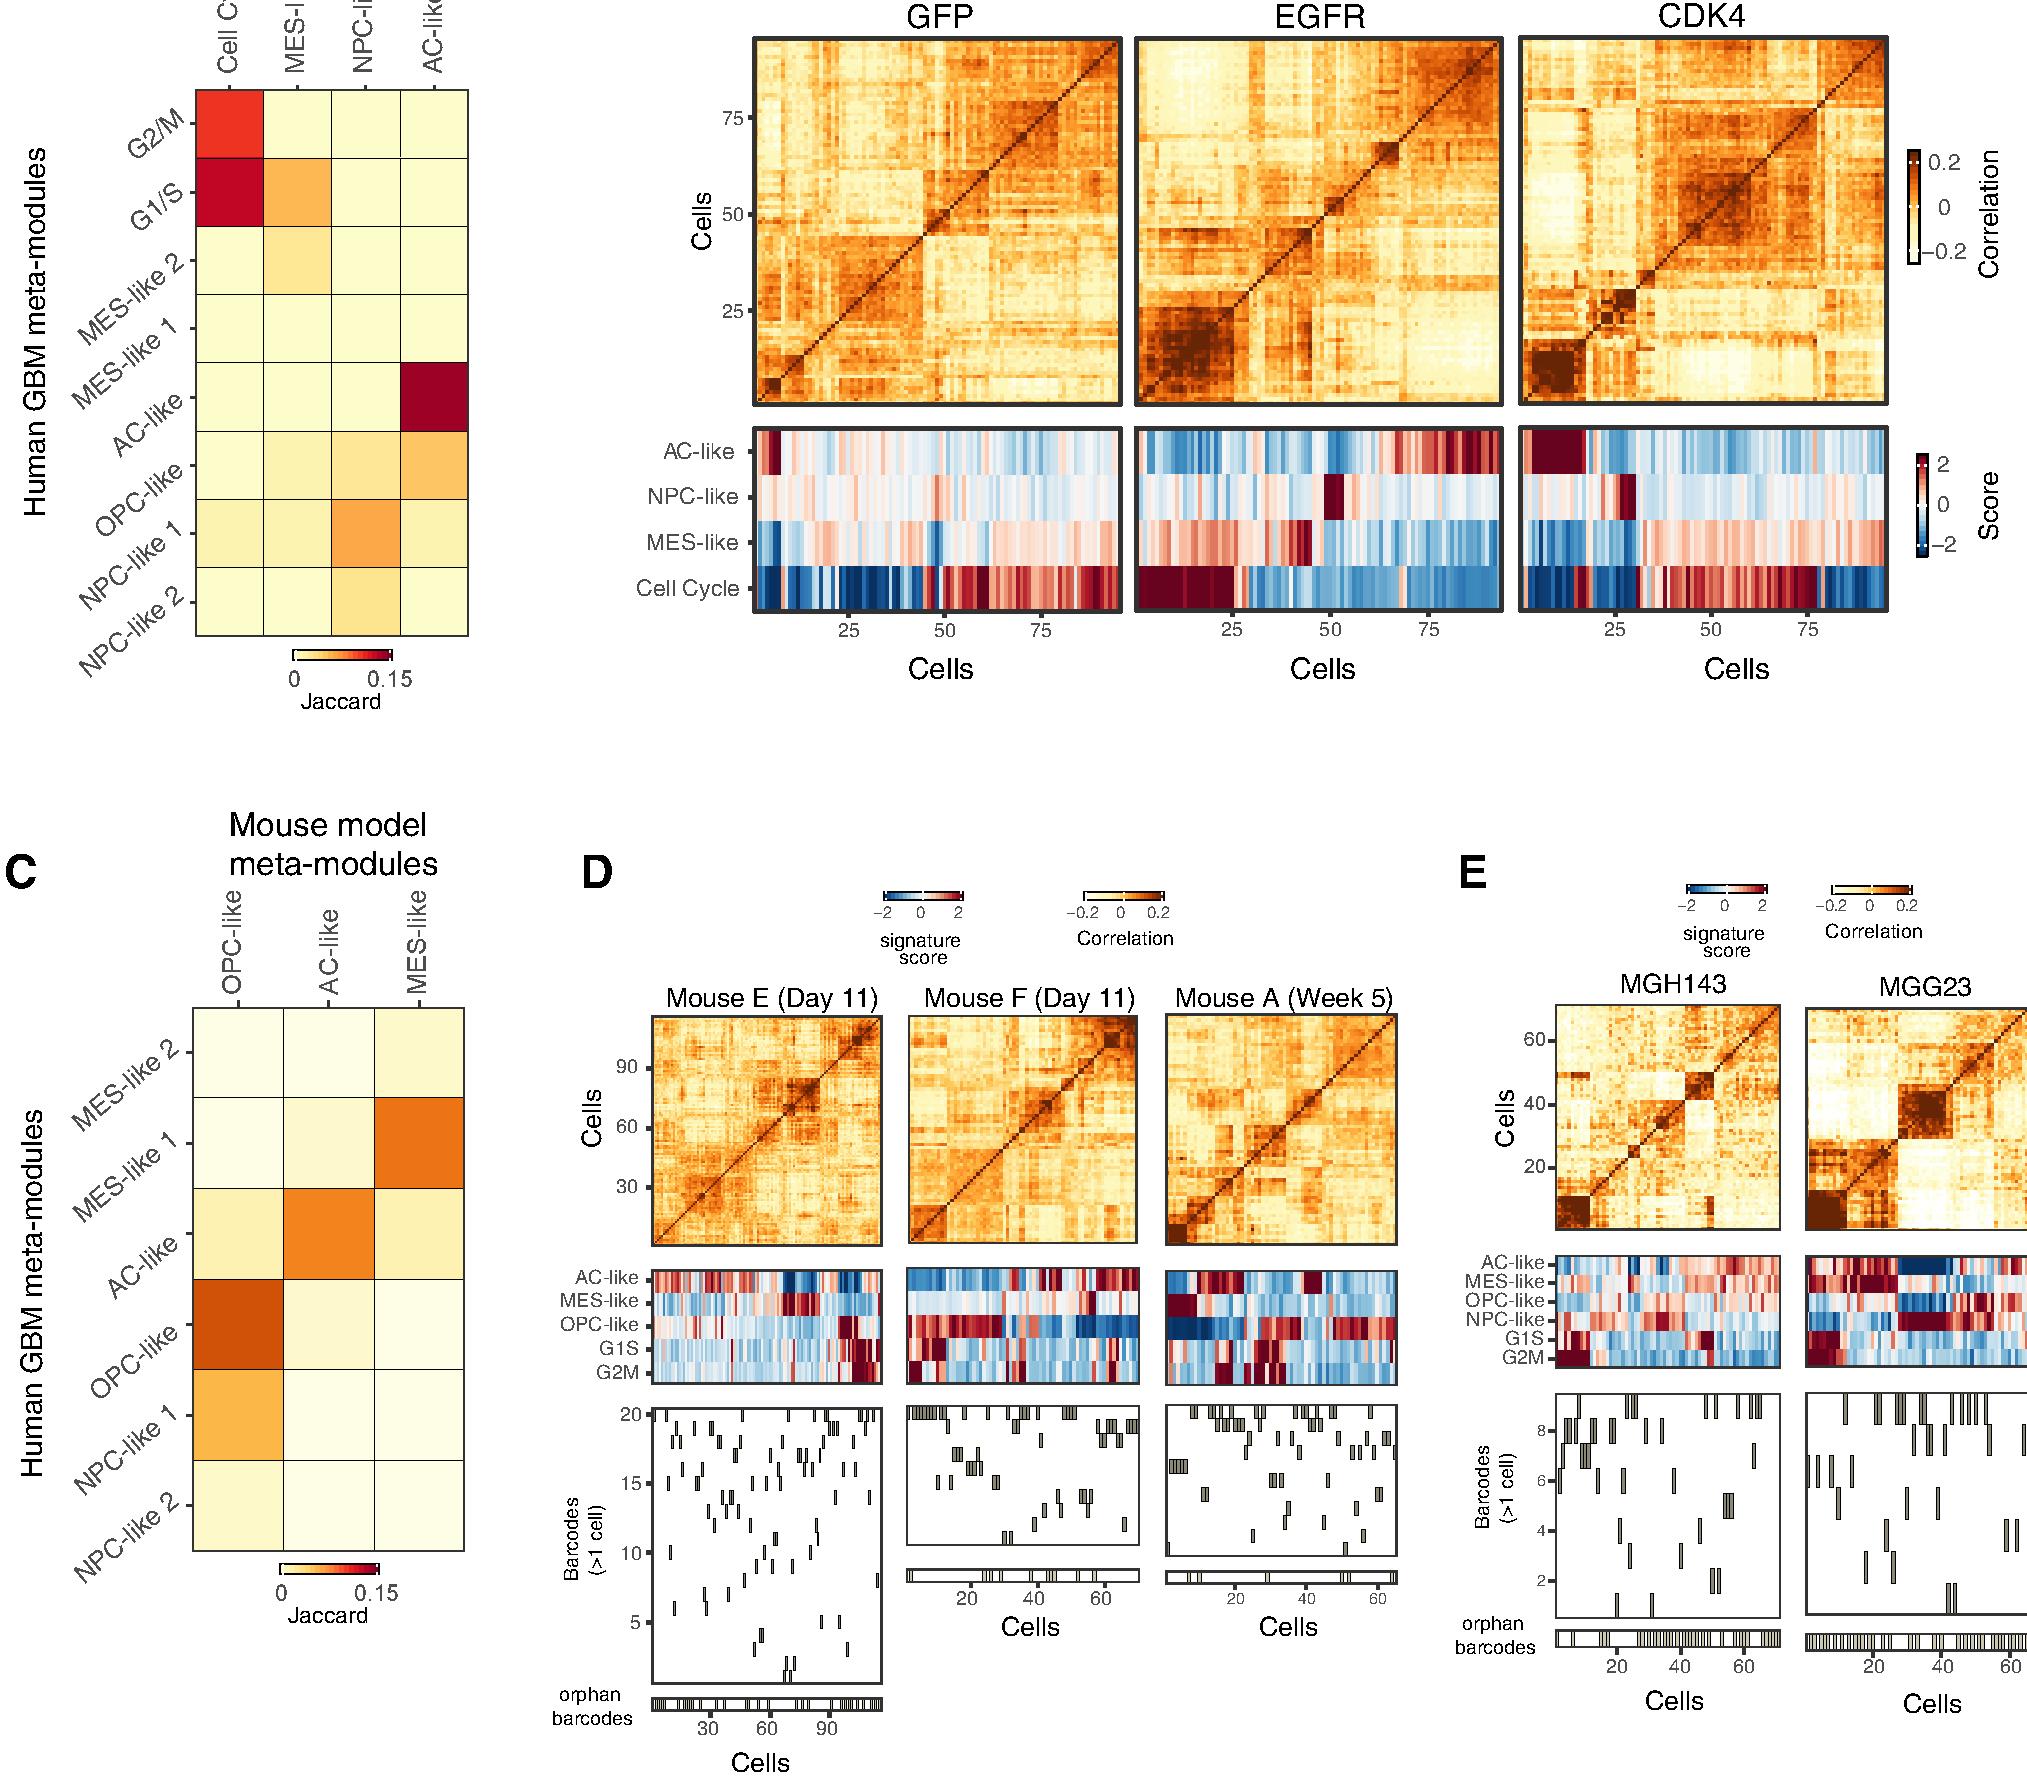 GFP
EGFR
CDK4
Cell
Human GBM meta-modules
G2/M
G1/S
MES-like 2
MES-like 1
AC-like
OPC-like
NPC-like 1
NPC-like 2
0
0.15
Jaccard
Cells
75
50
25
0.2
0
−0.2
Correlation
AC-like
NPC-like
MES-like
Cell Cycle
2
0
−2
Score
25
50
75
25
50
75
25
50
75
Cells
Cells
Cells
C
Mouse model
meta-modules
OPC-like
AC-like
MES-like
Human GBM meta-modules
MES-like 2
MES-like 1
AC-like
OPC-like
NPC-like 1
NPC-like 2
0
0.15
Jaccard
D
−2
0
2
signature
score
−0.2
0
0.2
Correlation
Mouse E (Day 11)
Mouse F (Day 11)
Mouse A (Week 5)
Cells
90
60
30
AC-like
MES-like
OPC-like
G1S
G2M
Barcodes
(>1 cell)
20
15
10
5
orphan
barcodes
30
60
90
Cells
20
40
60
Cells
20
40
60
Cells
E
−2
0
2
signature
score
−0.2
0
0.2
Correlation
MGH143
MGG23
Cells
60
40
20
AC-like
MES-like
OPC-like
NPC-like
G1S
G2M
Barcodes
(>1 cell)
8
6
4
2
orphan
barcodes
20
40
60
Cells
20
40
60
Cells